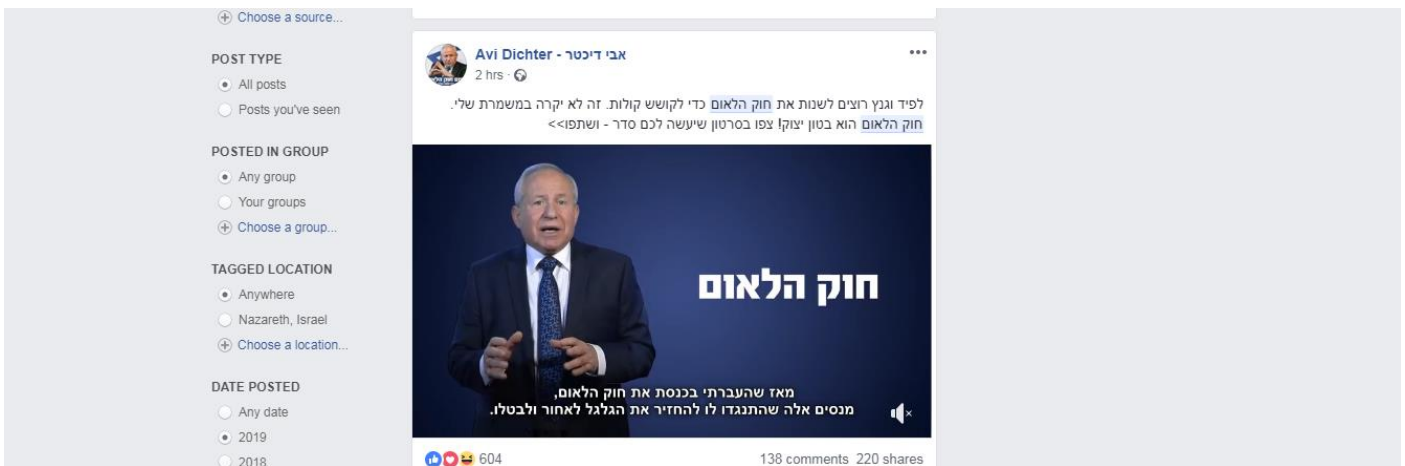 Choose a source...
POST TYPE
All posts
Posts you've seen
POSTED IN GROUP
Any group
Your groups
Choose a group...
TAGGED LOCATION
Anywhere
Nazareth, Israel
Choose a location...
DATE POSTED
Any date
2019
2018
Avi Dichter - אבי דיכטר
2 hrs ·
לפיד וגנץ רוצים לשנות את חוק הלאום כדי לקושש קולות. זה לא יקרה במשמרת שלי.
חוק הלאום הוא בטון יצוק! צפו בסרטון שיעשה לכם סדר - ושתפו>>
חוק הלאום
מאז שהעברתי בכנסת את חוק הלאום,
מנסים אלה שהתנגדו לו להחזיר את הגלגל לאחור ולבטלו.
604
138 comments 220 shares